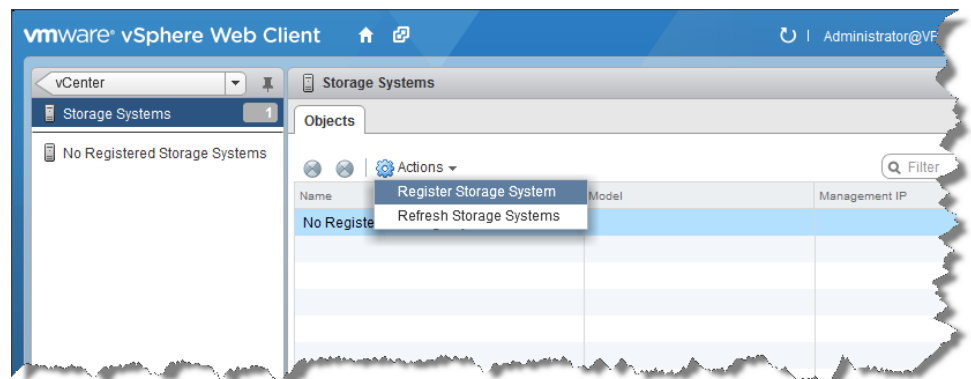 vmware® vSphere Web Client
Administrator@VF
vCenter
Storage Systems
Storage Systems 1
Objects
No Registered Storage Systems
Actions
Filter
Register Storage System
Refresh Storage Systems
Name Model Management IP
No Registe